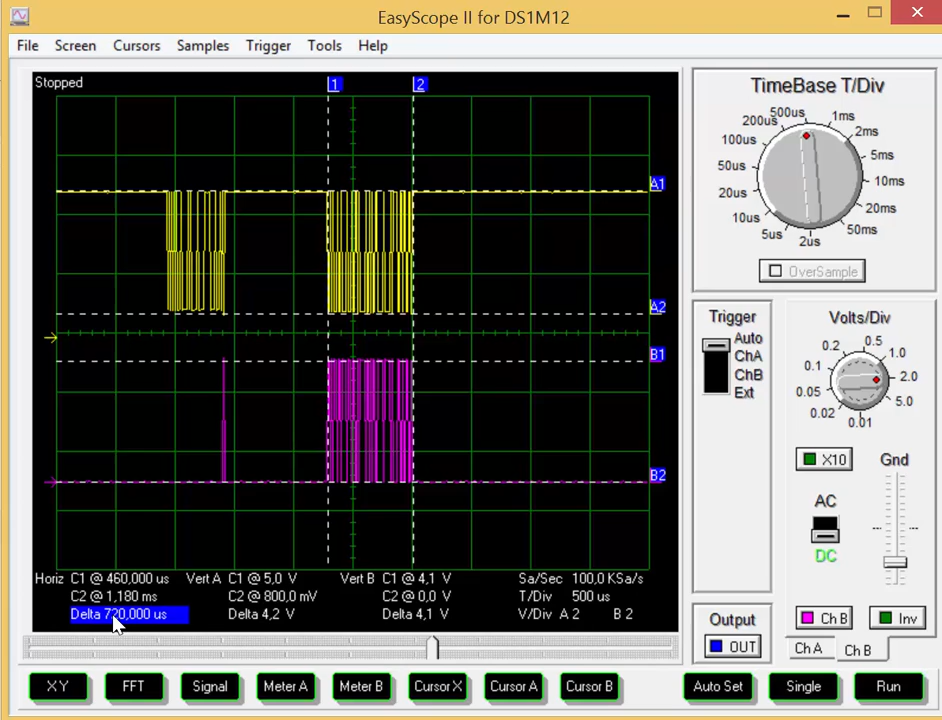 EasyScope II for DS1M12
File Screen Cursors Samples Trigger Tools Help
Stopped
1 2
A1
A2
B1
B2
Horiz C1 @ 460,000 us Vert A C1 @ 5,0 V Vert B C1 @ 4,1 V Sa/Sec 100,0 KSa/s
C2 @ 1,180 ms C2 @ 800,0 mV C2 @ 0,0 V T/Div 500 us
Delta 720,000 us Delta 4,2 V Delta 4,1 V V/Div A 2 B 2
TimeBase T/Div
500us
200us 1ms
100us 2ms
50us 5ms
20us 10ms
10us 20ms
5us 50ms
2us
OverSample
Trigger
Auto
ChA
ChB
Ext
Output
OUT
Volts/Div
0.2 0.5
0.1 1.0
0.05 2.0
0.02 5.0
0.01
X10 Gnd
AC
DC
Ch B Inv
Ch A Ch B
X Y FFT Signal Meter A Meter B Cursor X Cursor A Cursor B Auto Set Single Run